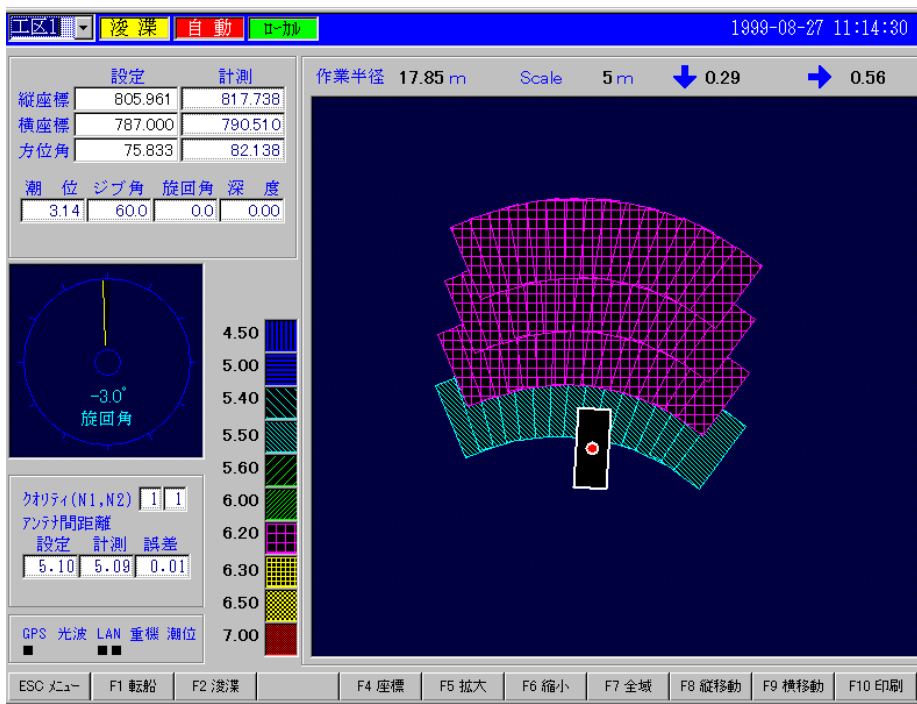 工区1 浚渫 自動 ﾛｰｶﾙ 1999-08-27 11:14:30
設定 計測
縦座標 805.961 817.738
横座標 787.000 790.510
方位角 75.833 82.138
潮 位 ジブ角 旋回角 深 度
3.14 60.0 0.0 0.00
作業半径 17.85 m Scale 5 m 0.29 0.56
-3.0°
旋回角
4.50
5.00
5.40
5.50
5.60
6.00
6.20
6.30
6.50
7.00
ｸｵﾘﾃｨ(N1,N2) 1 1
ｱﾝﾃﾅ間距離
設定 計測 誤差
5.10 5.09 0.01
GPS 光波 LAN 重機 潮位
ESC ﾒﾆｭｰ F1 転船 F2 浚渫 F4 座標 F5 拡大 F6 縮小 F7 全域 F8 縦移動 F9 横移動 F10 印刷